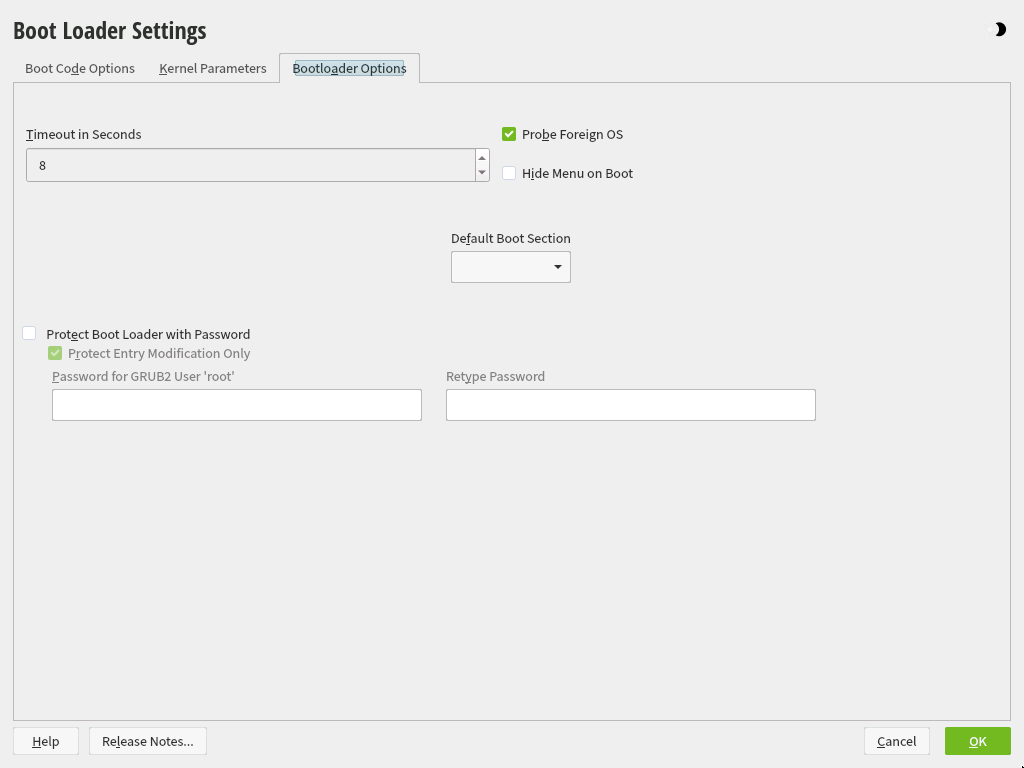 Boot Loader Settings
Boot Code Options
Kernel Parameters
Bootloader Options
Timeout in Seconds
8
Probe Foreign OS
Hide Menu on Boot
Default Boot Section
Protect Boot Loader with Password
Protect Entry Modification Only
Password for GRUB2 User 'root'
Retype Password
Help
Release Notes...
Cancel
OK